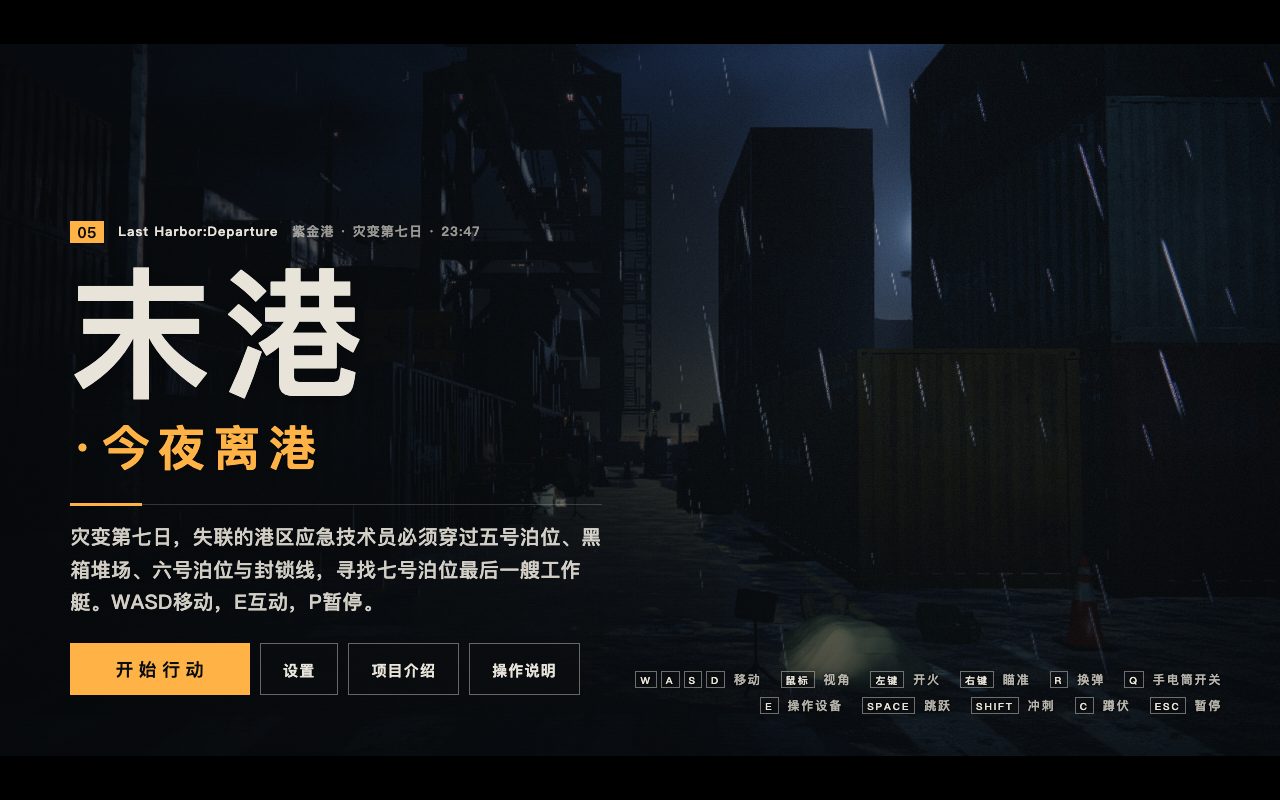 05 Last Harbor:Departure 紫金港 · 灾变第七日 · 23:47
末港
·今夜离港
灾变第七日，失联的港区应急技术员必须穿过五号泊位、黑
箱堆场、六号泊位与封锁线，寻找七号泊位最后一艘工作
艇。WASD移动，E互动，P暂停。
开始行动 设置 项目介绍 操作说明
W A S D 移动 鼠标 视角 左键 开火 右键 瞄准 R 换弹 Q 手电筒开关
E 操作设备 SPACE 跳跃 SHIFT 冲刺 C 蹲伏 ESC 暂停